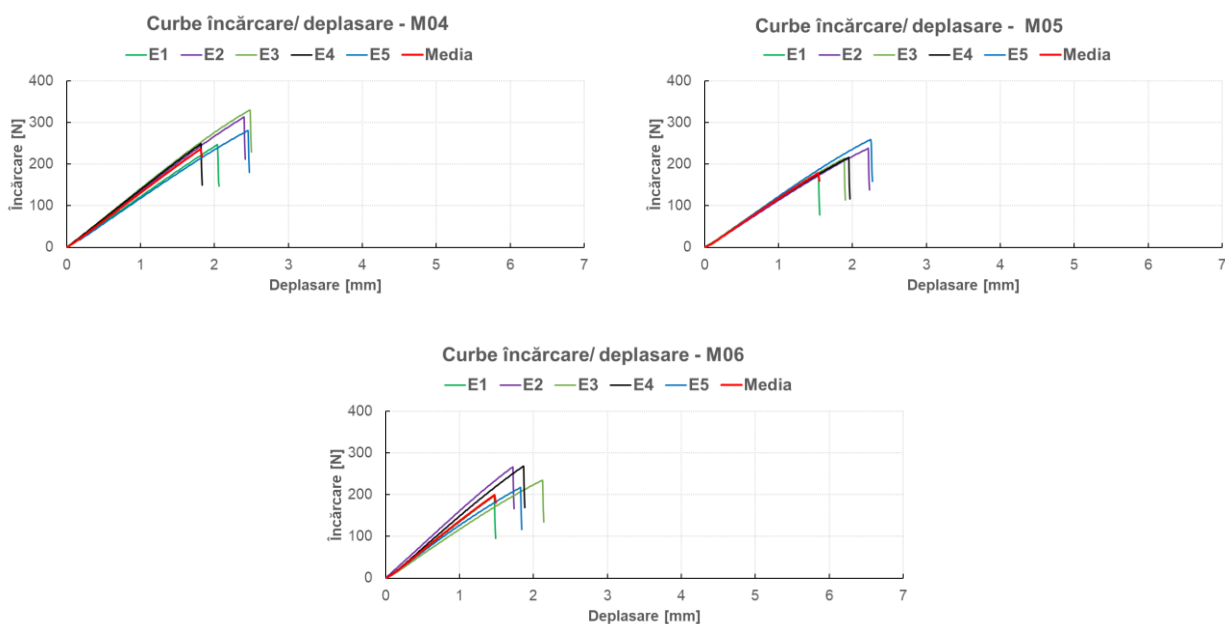 Curbe încărcare/ deplasare - M04
E1 E2 E3 E4 E5 Media
400
300
200
100
0
Încărcare [N]
0 1 2 3 4 5 6 7
Deplasare [mm]
Curbe încărcare/ deplasare - M05
E1 E2 E3 E4 E5 Media
400
300
200
100
0
Încărcare [N]
0 1 2 3 4 5 6 7
Deplasare [mm]
Curbe încărcare/ deplasare - M06
E1 E2 E3 E4 E5 Media
400
300
200
100
0
Încărcare [N]
0 1 2 3 4 5 6 7
Deplasare [mm]